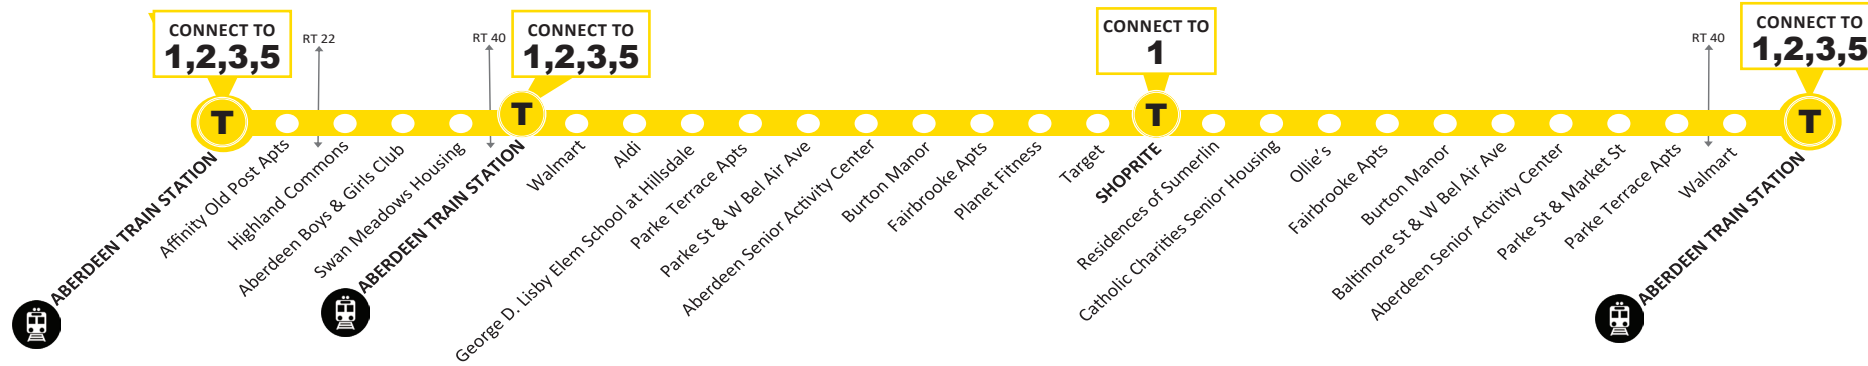 CONNECT TO
1,2,3,5
RT 22
RT 40
CONNECT TO
1,2,3,5
CONNECT TO
1
RT 40
CONNECT TO
1,2,3,5
T
T
T
T
ABERDEEN TRAIN STATION
Affinity Old Post Apts
Highland Commons
Aberdeen Boys & Girls Club
Swan Meadows Housing
ABERDEEN TRAIN STATION
Walmart
Aldi
George D. Lisby Elem School at Hillsdale
Parke Terrace Apts
Parke St & W Bel Air Ave
Aberdeen Senior Activity Center
Burton Manor
Fairbrooke Apts
Planet Fitness
Target
SHOPRITE
Residences of Sumerlin
Catholic Charities Senior Housing
Ollie's
Fairbrooke Apts
Burton Manor
Baltimore St & W Bel Air Ave
Aberdeen Senior Activity Center
Parke St & Market St
Parke Terrace Apts
Walmart
ABERDEEN TRAIN STATION